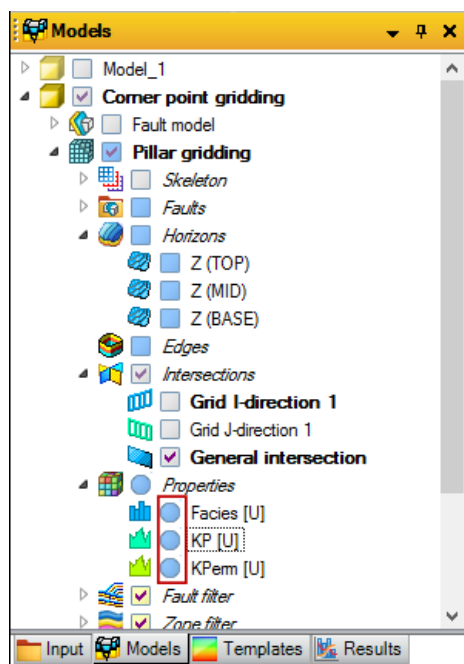 Models
Model_1
Corner point gridding
Fault model
Pillar gridding
Skeleton
Faults
Horizons
Z (TOP)
Z (MID)
Z (BASE)
Edges
Intersections
Grid I-direction 1
Grid J-direction 1
General intersection
Properties
Facies [U]
KP [U]
KPerm [U]
Fault filter
Zone filter
Input Models Templates Results